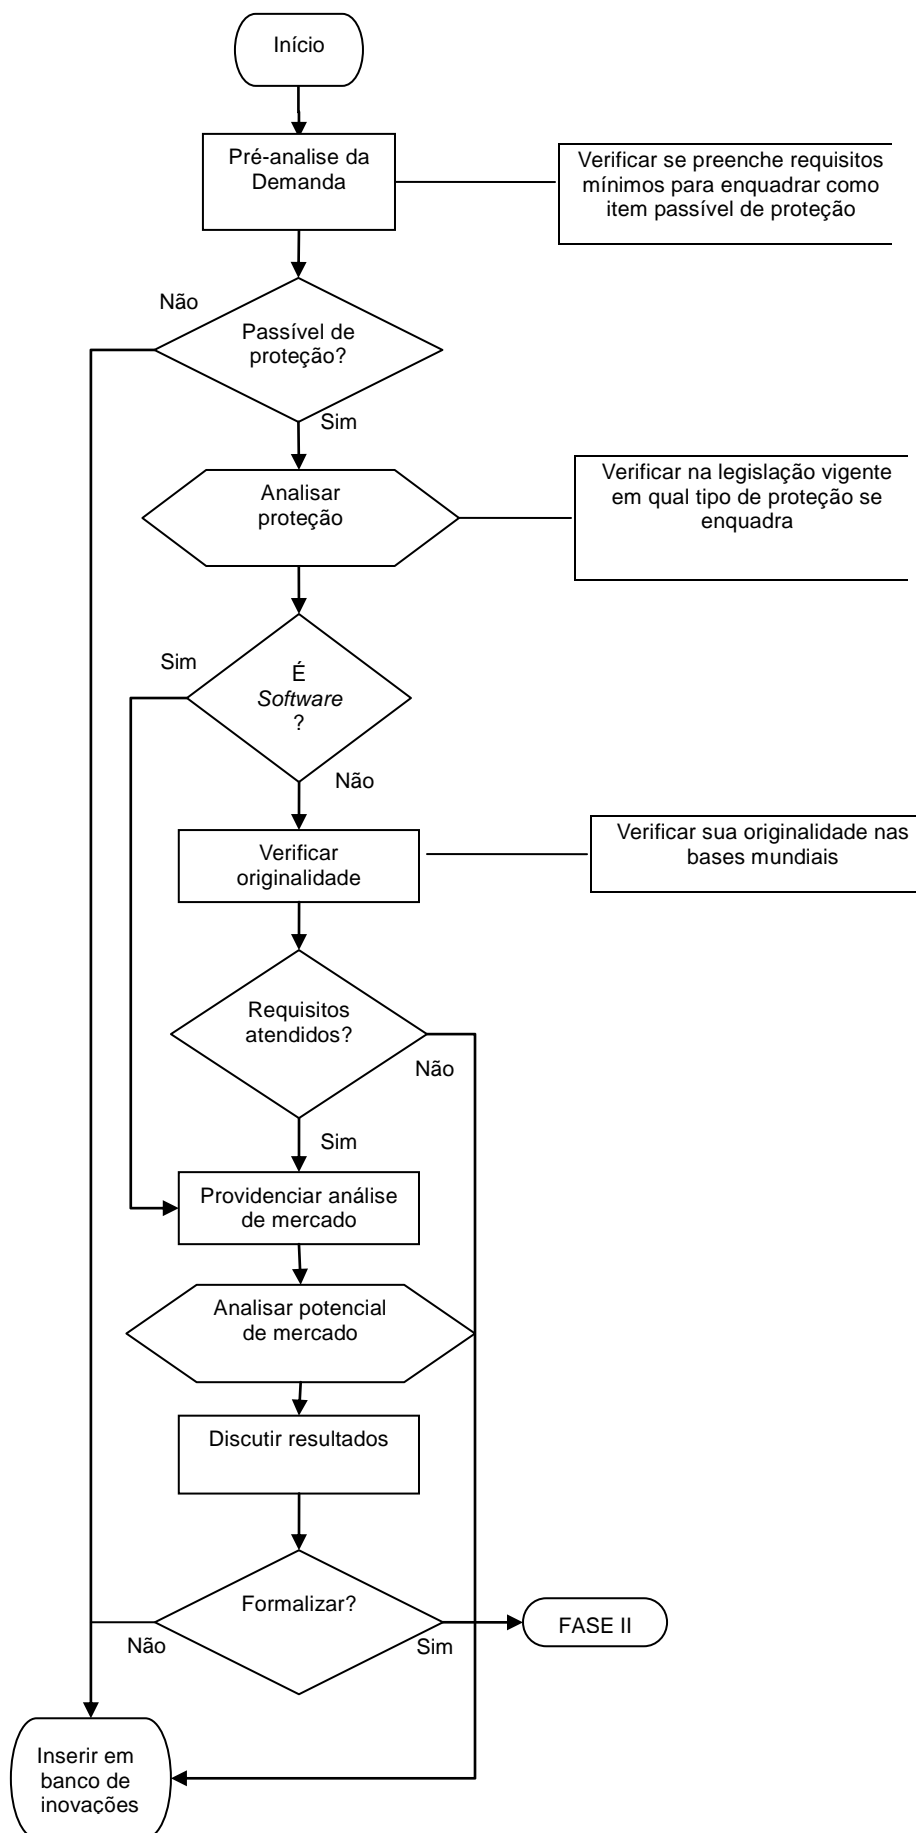 Início
Pré-analise da
Demanda
Verificar se preenche requisitos
mínimos para enquadrar como
item passível de proteção
Não
Passível de
proteção?
Sim
Analisar
proteção
Verificar na legislação vigente
em qual tipo de proteção se
enquadra
Sim
É
Software
?
Não
Verificar
originalidade
Verificar sua originalidade nas
bases mundiais
Requisitos
atendidos?
Não
Sim
Providenciar análise
de mercado
Analisar potencial
de mercado
Discutir resultados
Formalizar?
Não
Sim
FASE II
Inserir em
banco de
inovações